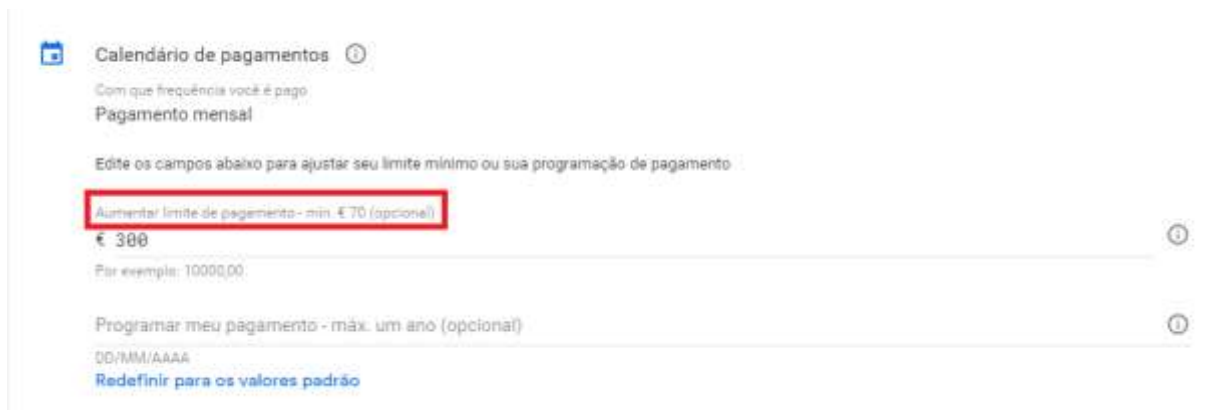 Calendário de pagamentos
Com que frequência você é pago
Pagamento mensal
Edite os campos abaixo para ajustar seu limite mínimo ou sua programação de pagamento
Aumentar limite de pagamento - mín. € 70 (opcional)
€ 300
Por exemplo: 10000,00
Programar meu pagamento - máx. um ano (opcional)
DD/MM/AAAA
Redefinir para os valores padrão